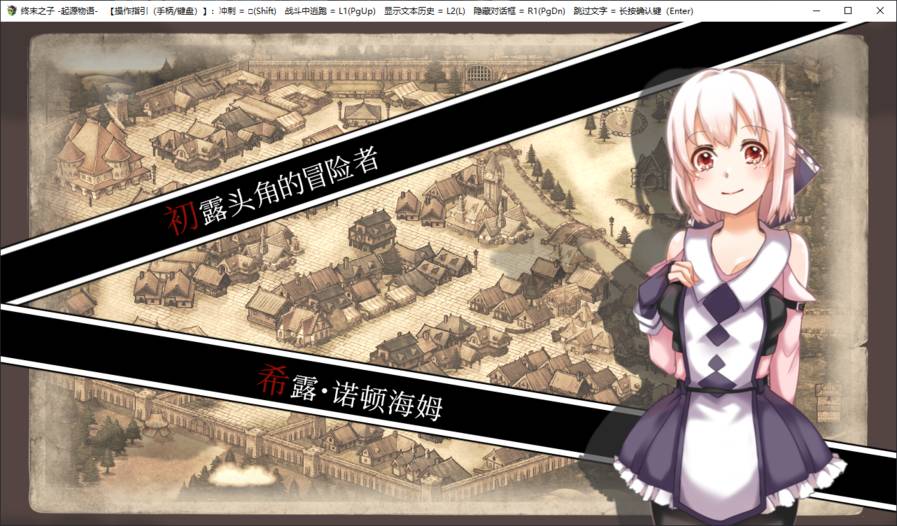 终末之子 -起源物语-　【操作指引（手柄/键盘）】：冲刺 = □(Shift)　战斗中逃跑 = L1(PgUp)　显示文本历史 = L2(L)　隐藏对话框 = R1(PgDn)　跳过文字 = 长按确认键（Enter)
初露头角的冒险者
希露·诺顿海姆